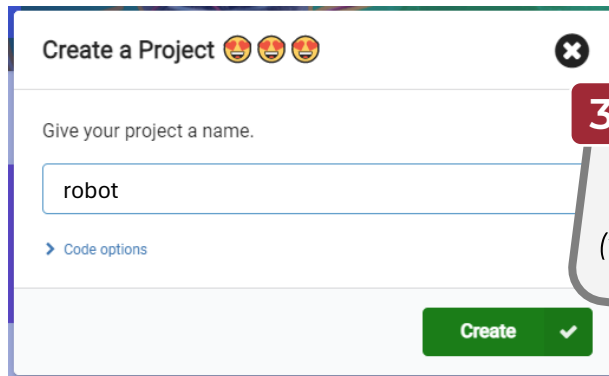 Create a Project 😍 😍 😍
Give your project a name.
3
robot
(
Code options
Create